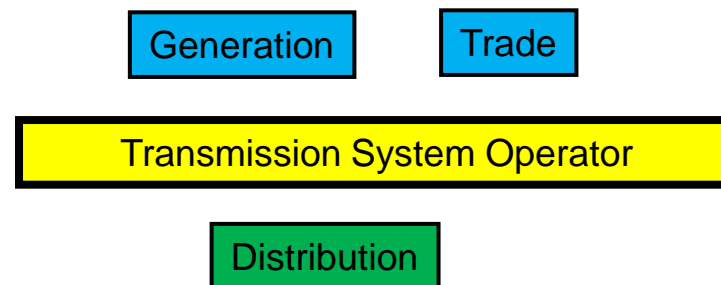 Generation
Trade
Transmission System Operator
Distribution